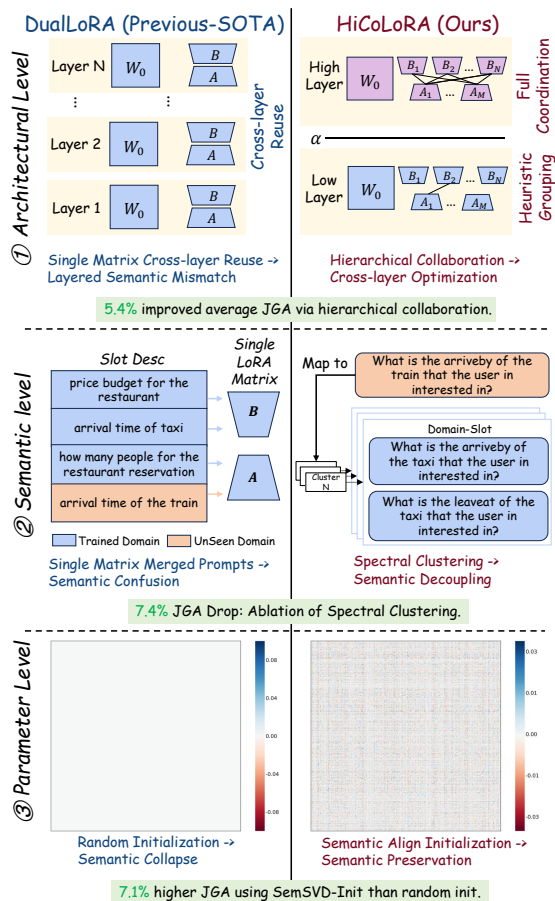 DualLoRA (Previous-SOTA)
HiCoLoRA (Ours)
① Architectural Level
Layer N
W0
B
A
...
...
Layer 2
W0
B
A
Layer 1
W0
B
A
Cross-layer
Reuse
High
Layer
W0
B1 B2 ... BN
A1 ... AM
Full
Coordination
α
Low
Layer
W0
B1 B2 ... BN
A1 ... AM
Heuristic
Grouping
Single Matrix Cross-layer Reuse ->
Layered Semantic Mismatch
Hierarchical Collaboration ->
Cross-layer Optimization
5.4% improved average JGA via hierarchical collaboration.
② Semantic level
Slot Desc
Single
LoRA
Matrix
price budget for the
restaurant
arrival time of taxi
how many people for the
restaurant reservation
arrival time of the train
B
A
Trained Domain
UnSeen Domain
Single Matrix Merged Prompts ->
Semantic Confusion
Map to
What is the arriveby of the
train that the user in
interested in?
Domain-Slot
What is the arriveby of
the taxi that the user in
interested in?
What is the leaveat of the
taxi that the user in
interested in?
Cluster
N
Spectral Clustering ->
Semantic Decoupling
7.4% JGA Drop: Ablation of Spectral Clustering.
③ Parameter Level
0.08
0.04
0.00
-0.04
-0.08
0.03
0.00
-0.03
Random Initialization ->
Semantic Collapse
Semantic Align Initialization ->
Semantic Preservation
7.1% higher JGA using SemSVD-Init than random init.